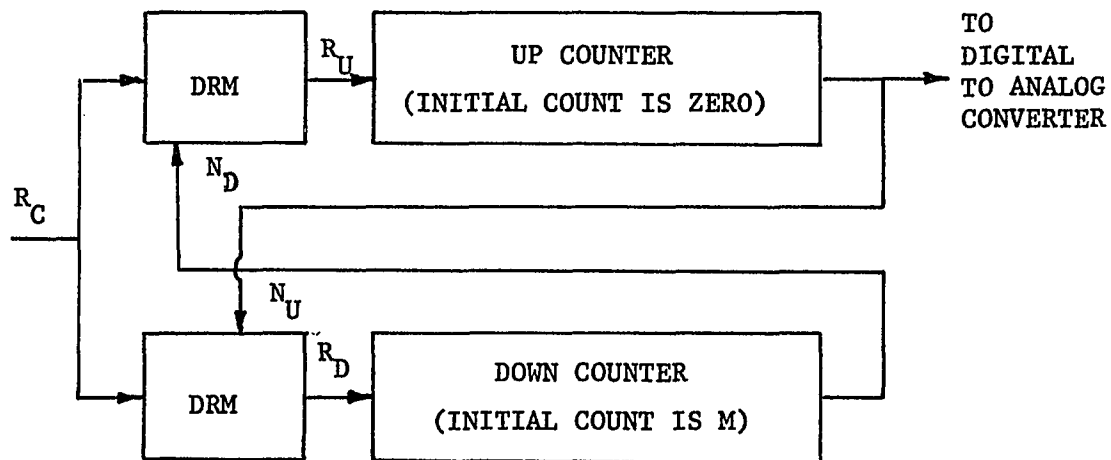 DRM
R_U
UP COUNTER
(INITIAL COUNT IS ZERO)
TO
DIGITAL
TO ANALOG
CONVERTER
N_D
R_C
N_U
DRM
R_D
DOWN COUNTER
(INITIAL COUNT IS M)